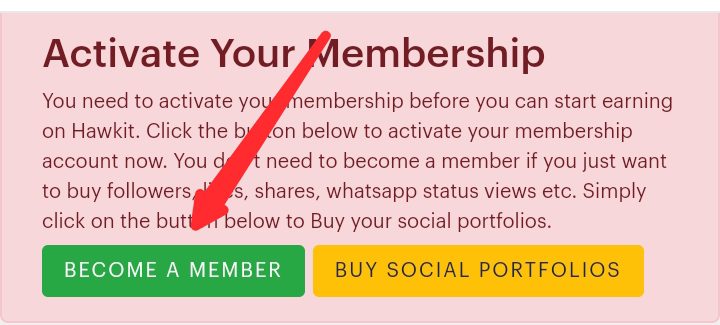 Activate Your Membership
You need to activate your membership before you can start earning
on Hawkit. Click the button below to activate your membership
account now. You don't need to become a member if you just want
to buy followers, likes, shares, whatsapp status views etc. Simply
click on the button below to Buy your social portfolios.
BECOME A MEMBER BUY SOCIAL PORTFOLIOS